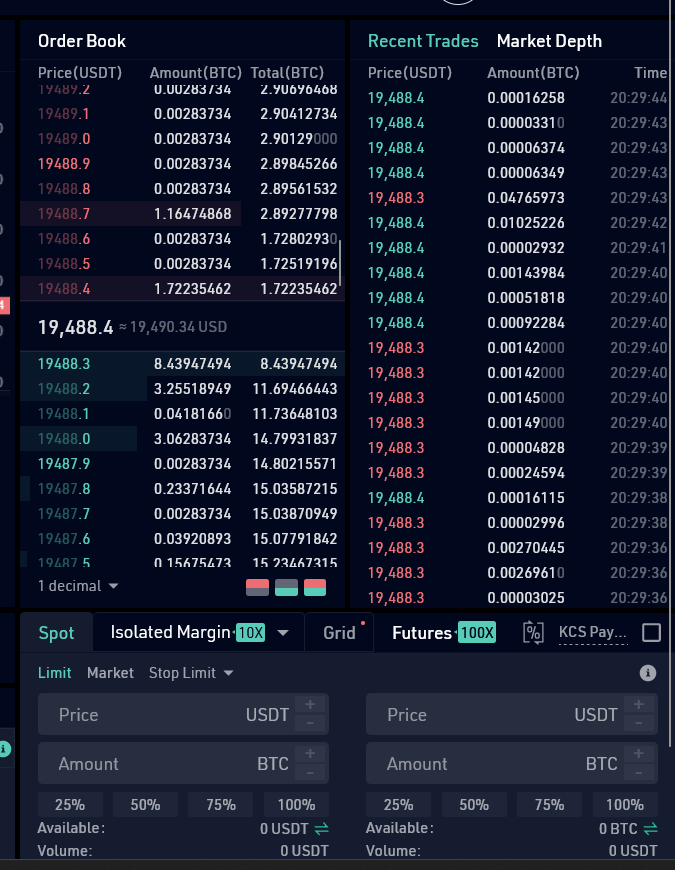 Order Book
Price(USDT) Amount(BTC) Total(BTC)
19489.2 0.00283734 2.90696468
19489.1 0.00283734 2.90412734
19489.0 0.00283734 2.90129000
19488.9 0.00283734 2.89845266
19488.8 0.00283734 2.89561532
19488.7 1.16474868 2.89277798
19488.6 0.00283734 1.72802930
19488.5 0.00283734 1.72519196
19488.4 1.72235462 1.72235462
19,488.4 ≈ 19,490.34 USD
19488.3 8.43947494 8.43947494
19488.2 3.25518949 11.69466443
19488.1 0.04181660 11.73648103
19488.0 3.06283734 14.79931837
19487.9 0.00283734 14.80215571
19487.8 0.23371644 15.03587215
19487.7 0.00283734 15.03870949
19487.6 0.03920893 15.07791842
19487.5 0.15675473 15.23467315
1 decimal
Recent Trades Market Depth
Price(USDT) Amount(BTC) Time
19,488.4 0.00016258 20:29:44
19,488.4 0.00003310 20:29:43
19,488.4 0.00006374 20:29:43
19,488.4 0.00006349 20:29:43
19,488.3 0.04765973 20:29:43
19,488.4 0.01025226 20:29:42
19,488.4 0.00002932 20:29:41
19,488.4 0.00143984 20:29:40
19,488.4 0.00051818 20:29:40
19,488.4 0.00092284 20:29:40
19,488.3 0.00142000 20:29:40
19,488.3 0.00142000 20:29:40
19,488.3 0.00145000 20:29:40
19,488.3 0.00149000 20:29:40
19,488.3 0.00004828 20:29:39
19,488.3 0.00024594 20:29:39
19,488.4 0.00016115 20:29:38
19,488.3 0.00002996 20:29:38
19,488.3 0.00270445 20:29:36
19,488.3 0.00269610 20:29:36
19,488.3 0.00003025 20:29:36
Spot Isolated Margin 10X Grid Futures 100X KCS Pay...
Limit Market Stop Limit
Price USDT + -
Amount BTC + -
25% 50% 75% 100%
Available: 0 USDT
Volume: 0 USDT
Price USDT + -
Amount BTC + -
25% 50% 75% 100%
Available: 0 BTC
Volume: 0 USDT